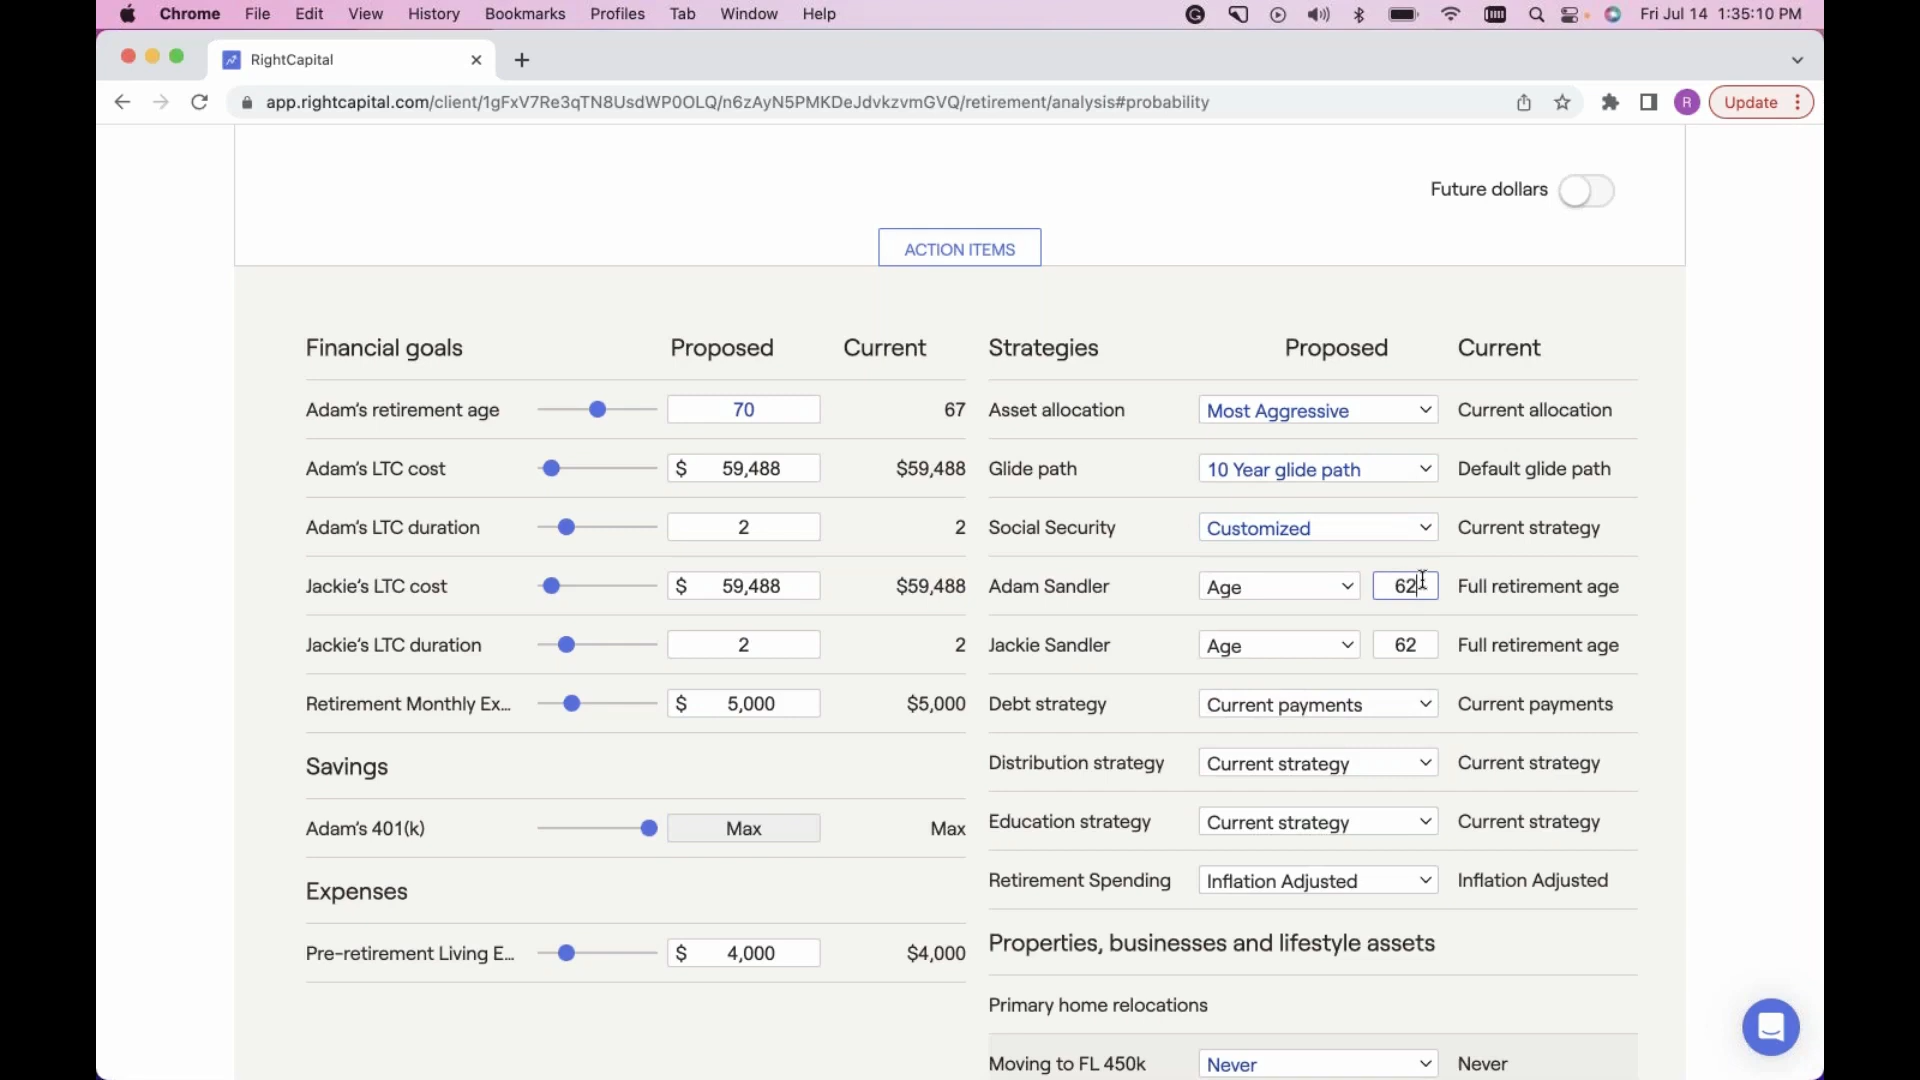 Chrome File Edit View History Bookmarks Profiles Tab Window Help Fri Jul 14 1:35:10 PM
RightCapital
app.rightcapital.com/client/1gFxV7Re3qTN8UsdWP0OLQ/n6zAyN5PMKDeJdvkzvmGVQ/retirement/analysis#probability R Update
Future dollars
ACTION ITEMS
Financial goals Proposed Current Strategies Proposed Current
Adam's retirement age 70 67 Asset allocation Most Aggressive Current allocation
Adam's LTC cost $ 59,488 $59,488 Glide path 10 Year glide path Default glide path
Adam's LTC duration 2 2 Social Security Customized Current strategy
Jackie's LTC cost $ 59,488 $59,488 Adam Sandler Age 62 Full retirement age
Jackie's LTC duration 2 2 Jackie Sandler Age 62 Full retirement age
Retirement Monthly Ex... $ 5,000 $5,000 Debt strategy Current payments Current payments
Savings Distribution strategy Current strategy Current strategy
Adam's 401(k) Max Max Education strategy Current strategy Current strategy
Expenses Retirement Spending Inflation Adjusted Inflation Adjusted
Pre-retirement Living E... $ 4,000 $4,000 Properties, businesses and lifestyle assets
Primary home relocations
Moving to FL 450k Never Never